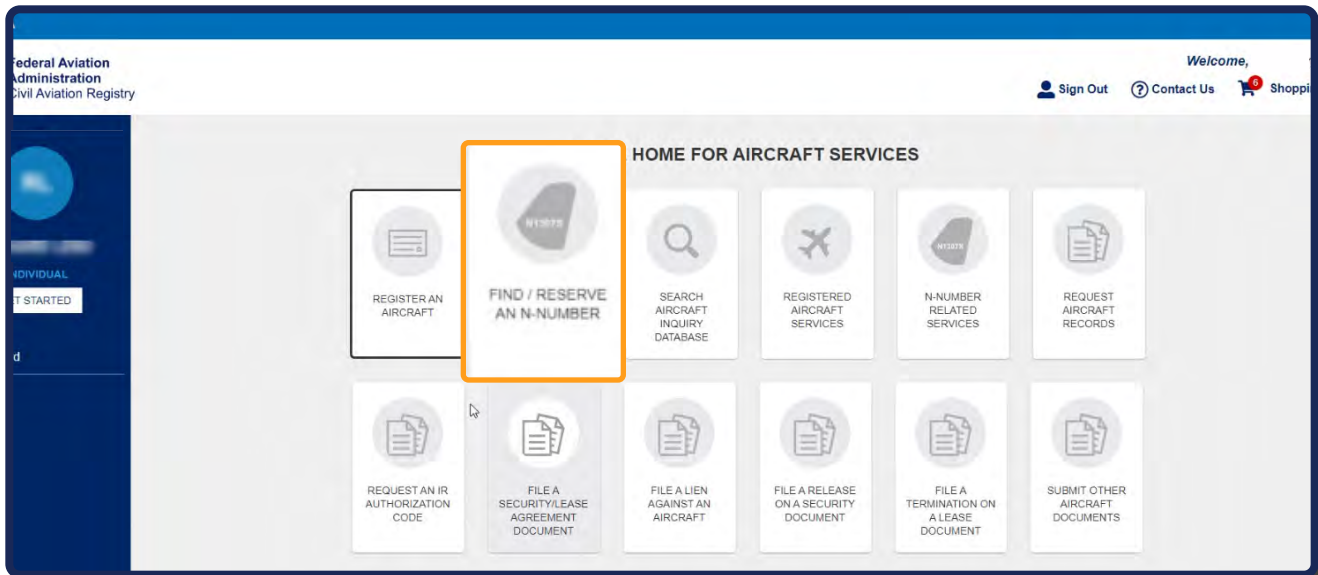 Federal Aviation
Administration
Civil Aviation Registry
Welcome,
Sign Out
Contact Us
6
Shoppi
NDIVIDUAL
T STARTED
d
HOME FOR AIRCRAFT SERVICES
REGISTER AN
AIRCRAFT
FIND / RESERVE
AN N-NUMBER
SEARCH
AIRCRAFT
INQUIRY
DATABASE
REGISTERED
AIRCRAFT
SERVICES
N-NUMBER
RELATED
SERVICES
REQUEST
AIRCRAFT
RECORDS
REQUEST AN IR
AUTHORIZATION
CODE
FILE A
SECURITY/LEASE
AGREEMENT
DOCUMENT
FILE A LIEN
AGAINST AN
AIRCRAFT
FILE A RELEASE
ON A SECURITY
DOCUMENT
FILE A
TERMINATION ON
A LEASE
DOCUMENT
SUBMIT OTHER
AIRCRAFT
DOCUMENTS